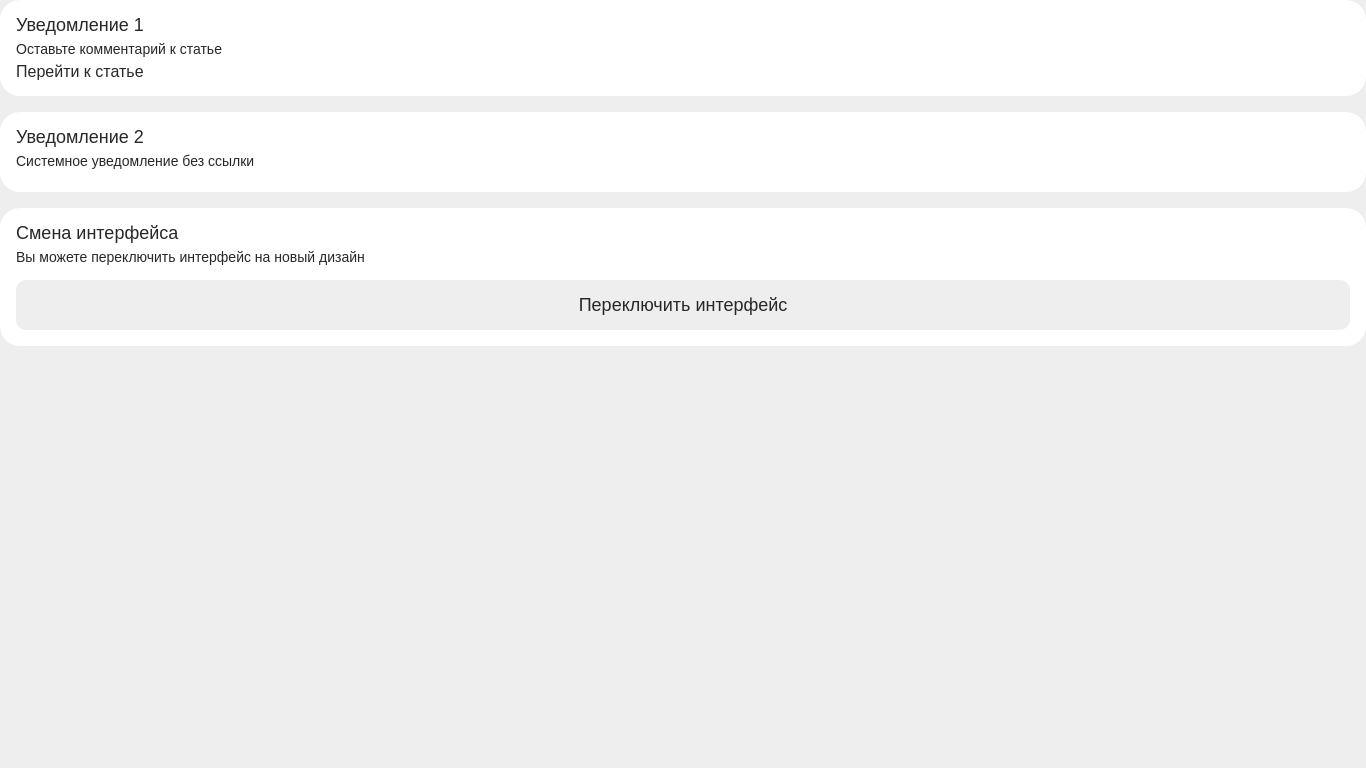 Уведомление 1
Оставьте комментарий к статье
Перейти к статье
Уведомление 2
Системное уведомление без ссылки
Смена интерфейса
Вы можете переключить интерфейс на новый дизайн
Переключить интерфейс